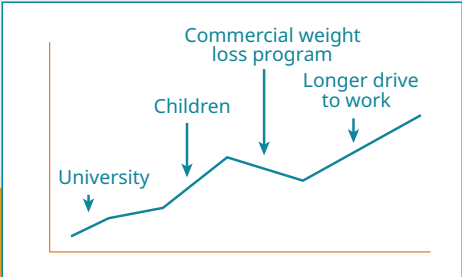 Commercial weight
loss program
Longer drive
to work
Children
University